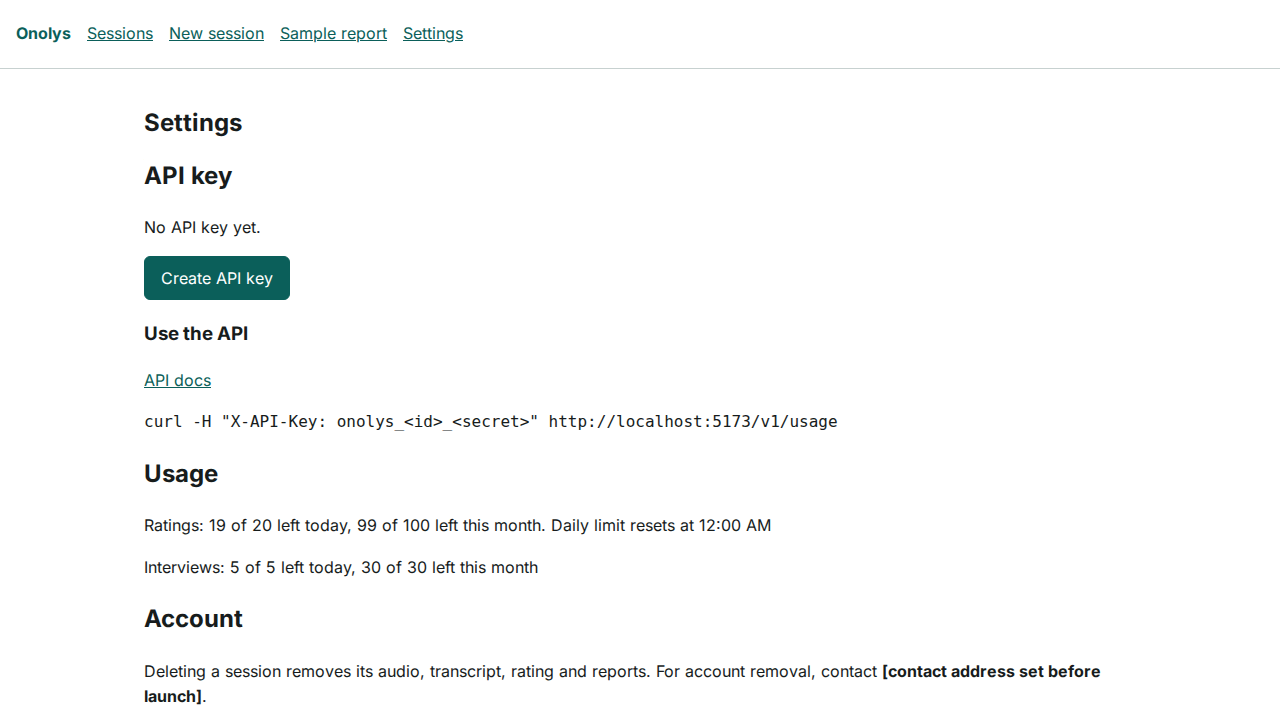 Onolys Sessions New session Sample report Settings
Settings
API key
No API key yet.
Create API key
Use the API
API docs
curl -H "X-API-Key: onolys_<id>_<secret>" http://localhost:5173/v1/usage
Usage
Ratings: 19 of 20 left today, 99 of 100 left this month. Daily limit resets at 12:00 AM
Interviews: 5 of 5 left today, 30 of 30 left this month
Account
Deleting a session removes its audio, transcript, rating and reports. For account removal, contact [contact address set before
launch].